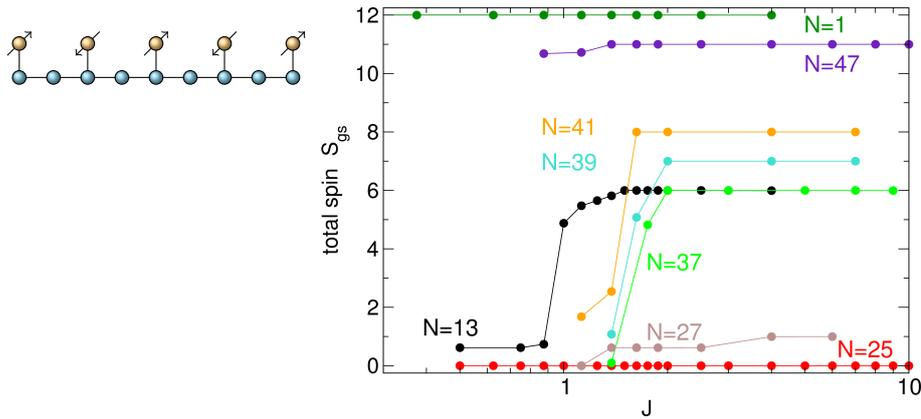 12
10
8
6
4
2
0
total spin S_gs
N=1
N=47
N=41
N=39
N=37
N=13
N=27
N=25
1
10
J